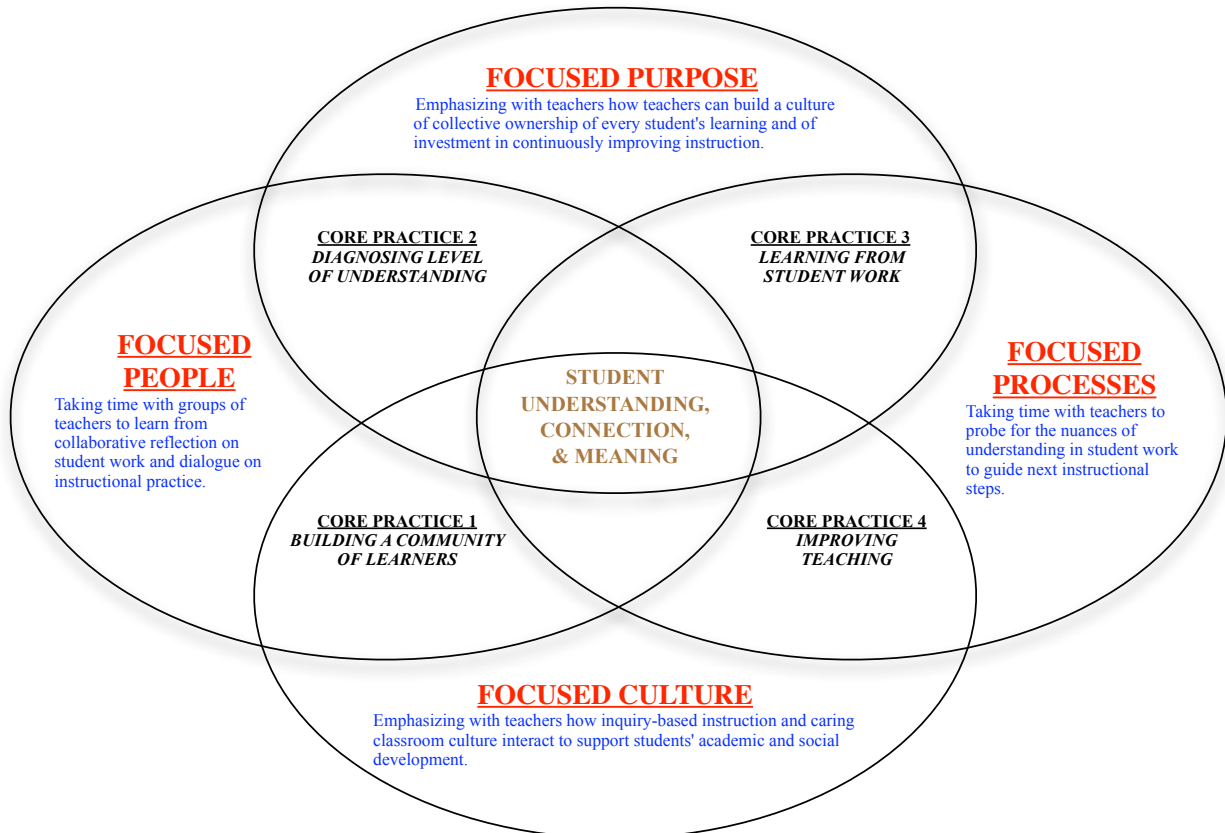 FOCUSED PURPOSE
Emphasizing with teachers how teachers can build a culture
of collective ownership of every student's learning and of
investment in continuously improving instruction.
CORE PRACTICE 2
DIAGNOSING LEVEL
OF UNDERSTANDING
CORE PRACTICE 3
LEARNING FROM
STUDENT WORK
FOCUSED
PEOPLE
Taking time with groups of
teachers to learn from
collaborative reflection on
student work and dialogue on
instructional practice.
STUDENT
UNDERSTANDING,
CONNECTION,
& MEANING
FOCUSED
PROCESSES
Taking time with teachers to
probe for the nuances of
understanding in student work
to guide next instructional
steps.
CORE PRACTICE 1
BUILDING A COMMUNITY
OF LEARNERS
CORE PRACTICE 4
IMPROVING
TEACHING
FOCUSED CULTURE
Emphasizing with teachers how inquiry-based instruction and caring
classroom culture interact to support students' academic and social
development.